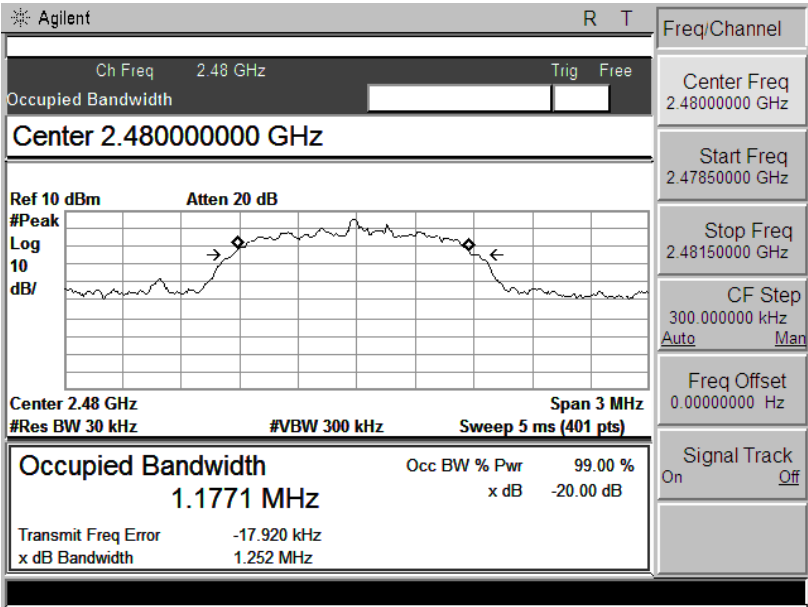 Agilent R T
Freq/Channel
Ch Freq 2.48 GHz Trig Free
Occupied Bandwidth
Center 2.480000000 GHz
Center Freq
2.48000000 GHz
Start Freq
2.47850000 GHz
Stop Freq
2.48150000 GHz
CF Step
300.000000 kHz
Auto Man
Freq Offset
0.00000000 Hz
Signal Track
On Off
Ref 10 dBm Atten 20 dB
#Peak
Log
10
dB/
Center 2.48 GHz Span 3 MHz
#Res BW 30 kHz #VBW 300 kHz Sweep 5 ms (401 pts)
Occupied Bandwidth Occ BW % Pwr 99.00 %
1.1771 MHz x dB -20.00 dB
Transmit Freq Error -17.920 kHz
x dB Bandwidth 1.252 MHz